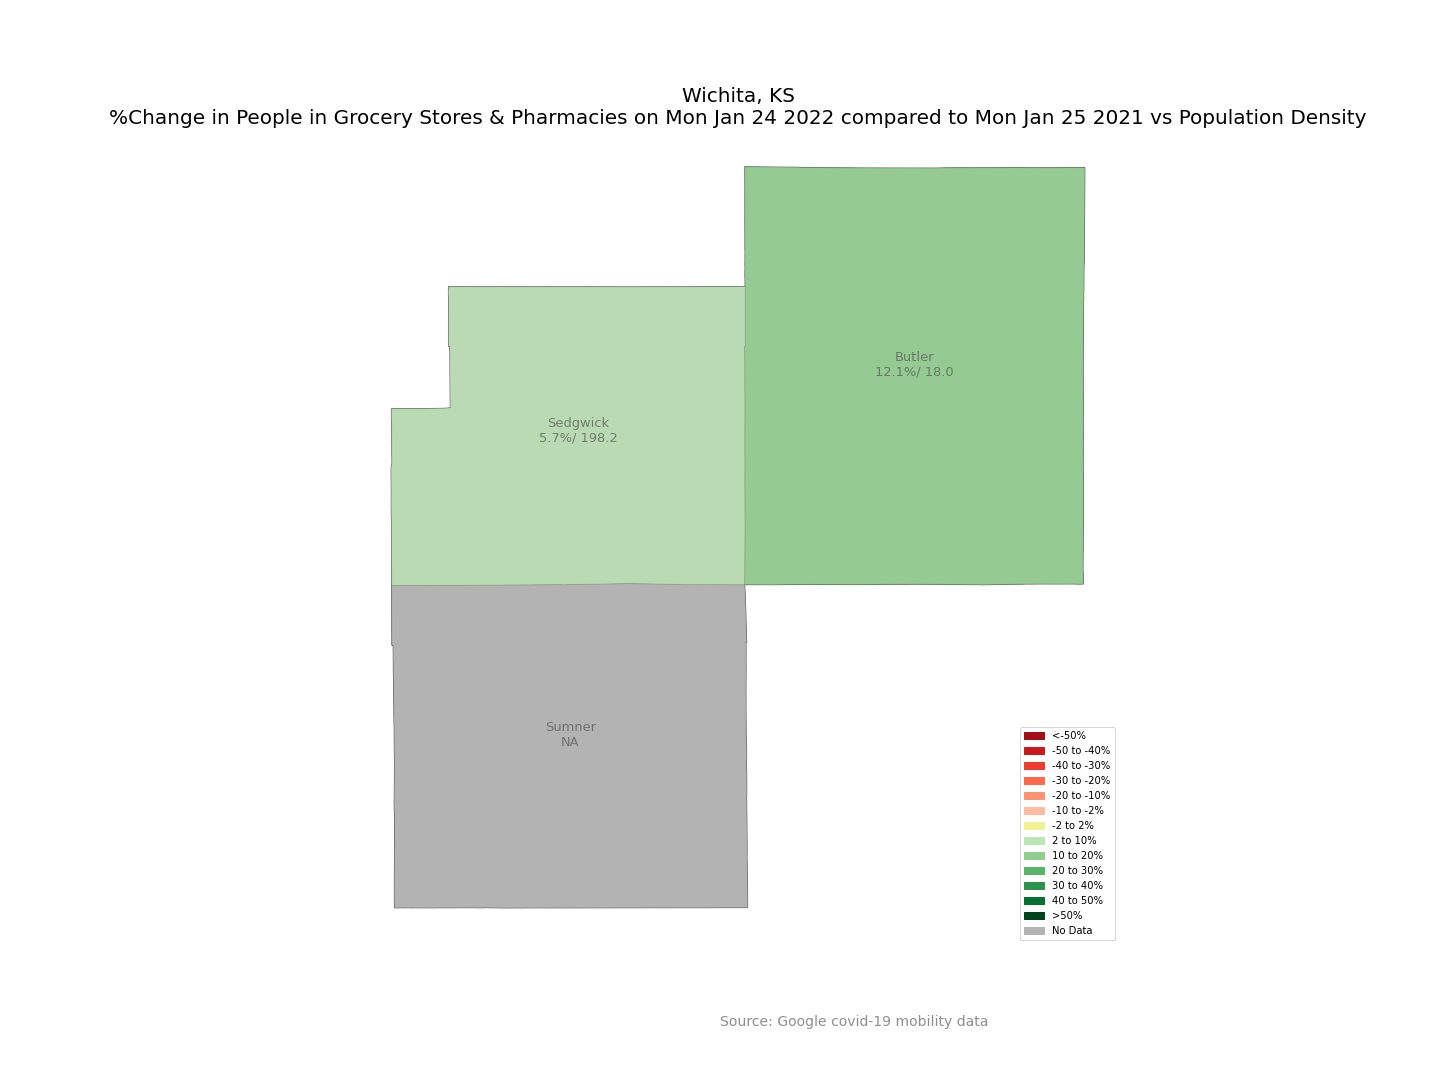 Wichita, KS
%Change in People in Grocery Stores & Pharmacies on Mon Jan 24 2022 compared to Mon Jan 25 2021 vs Population Density
Butler
12.1%/ 18.0
Sedgwick
5.7%/ 198.2
Sumner
NA
<-50%
-50 to -40%
-40 to -30%
-30 to -20%
-20 to -10%
-10 to -2%
-2 to 2%
2 to 10%
10 to 20%
20 to 30%
30 to 40%
40 to 50%
>50%
No Data
Source: Google covid-19 mobility data